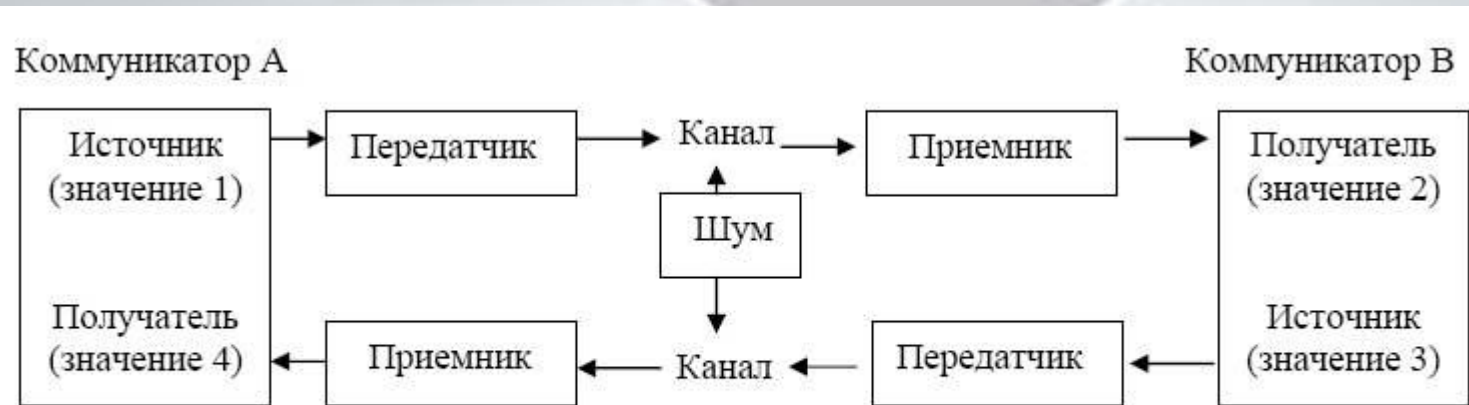 Коммуникатор А
Коммуникатор В
Источник
(значение 1)
Передатчик
Канал
Приемник
Получатель
(значение 2)
Шум
Получатель
(значение 4)
Приемник
Канал
Передатчик
Источник
(значение 3)